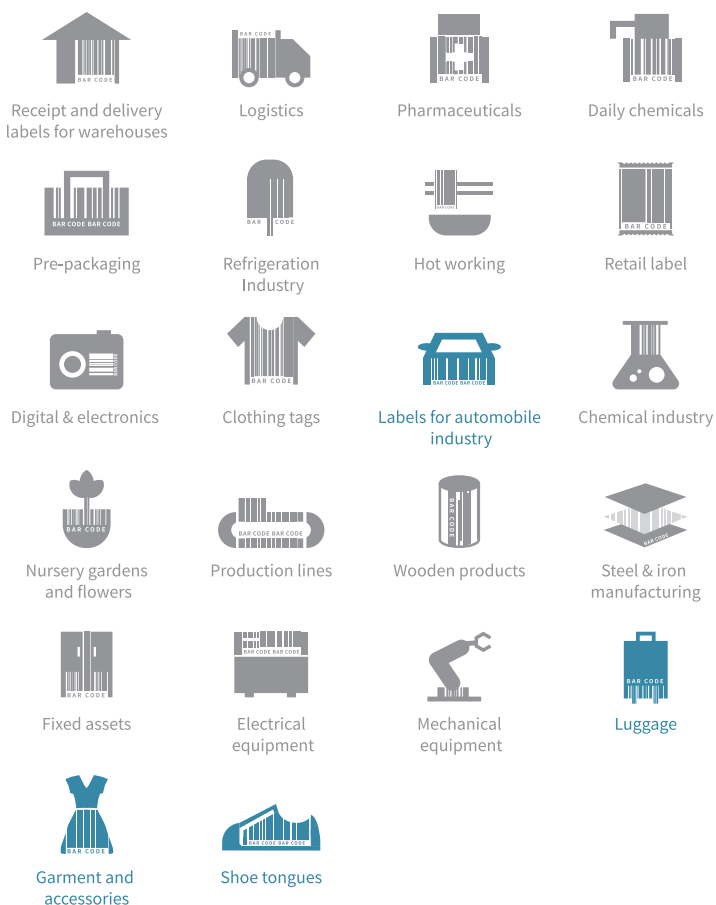 BAR CODE
BAR CODE
BAR CODE
BAR CODE
Receipt and delivery
labels for warehouses
Logistics
Pharmaceuticals
Daily chemicals
BAR CODE BAR CODE
BAR CODE
BAR CODE
BAR CODE
Pre-packaging
Refrigeration
Industry
Hot working
Retail label
BAR CODE
BAR CODE
BAR CODE BAR CODE
Digital & electronics
Clothing tags
Labels for automobile
industry
Chemical industry
BAR CODE
BAR CODE BAR CODE
BAR CODE
BAR CODE
Nursery gardens
and flowers
Production lines
Wooden products
Steel & iron
manufacturing
BAR CODE
BAR CODE BAR CODE
BAR CODE
Fixed assets
Electrical
equipment
Mechanical
equipment
Luggage
BAR CODE
BAR CODE BAR CODE
Garment and
accessories
Shoe tongues